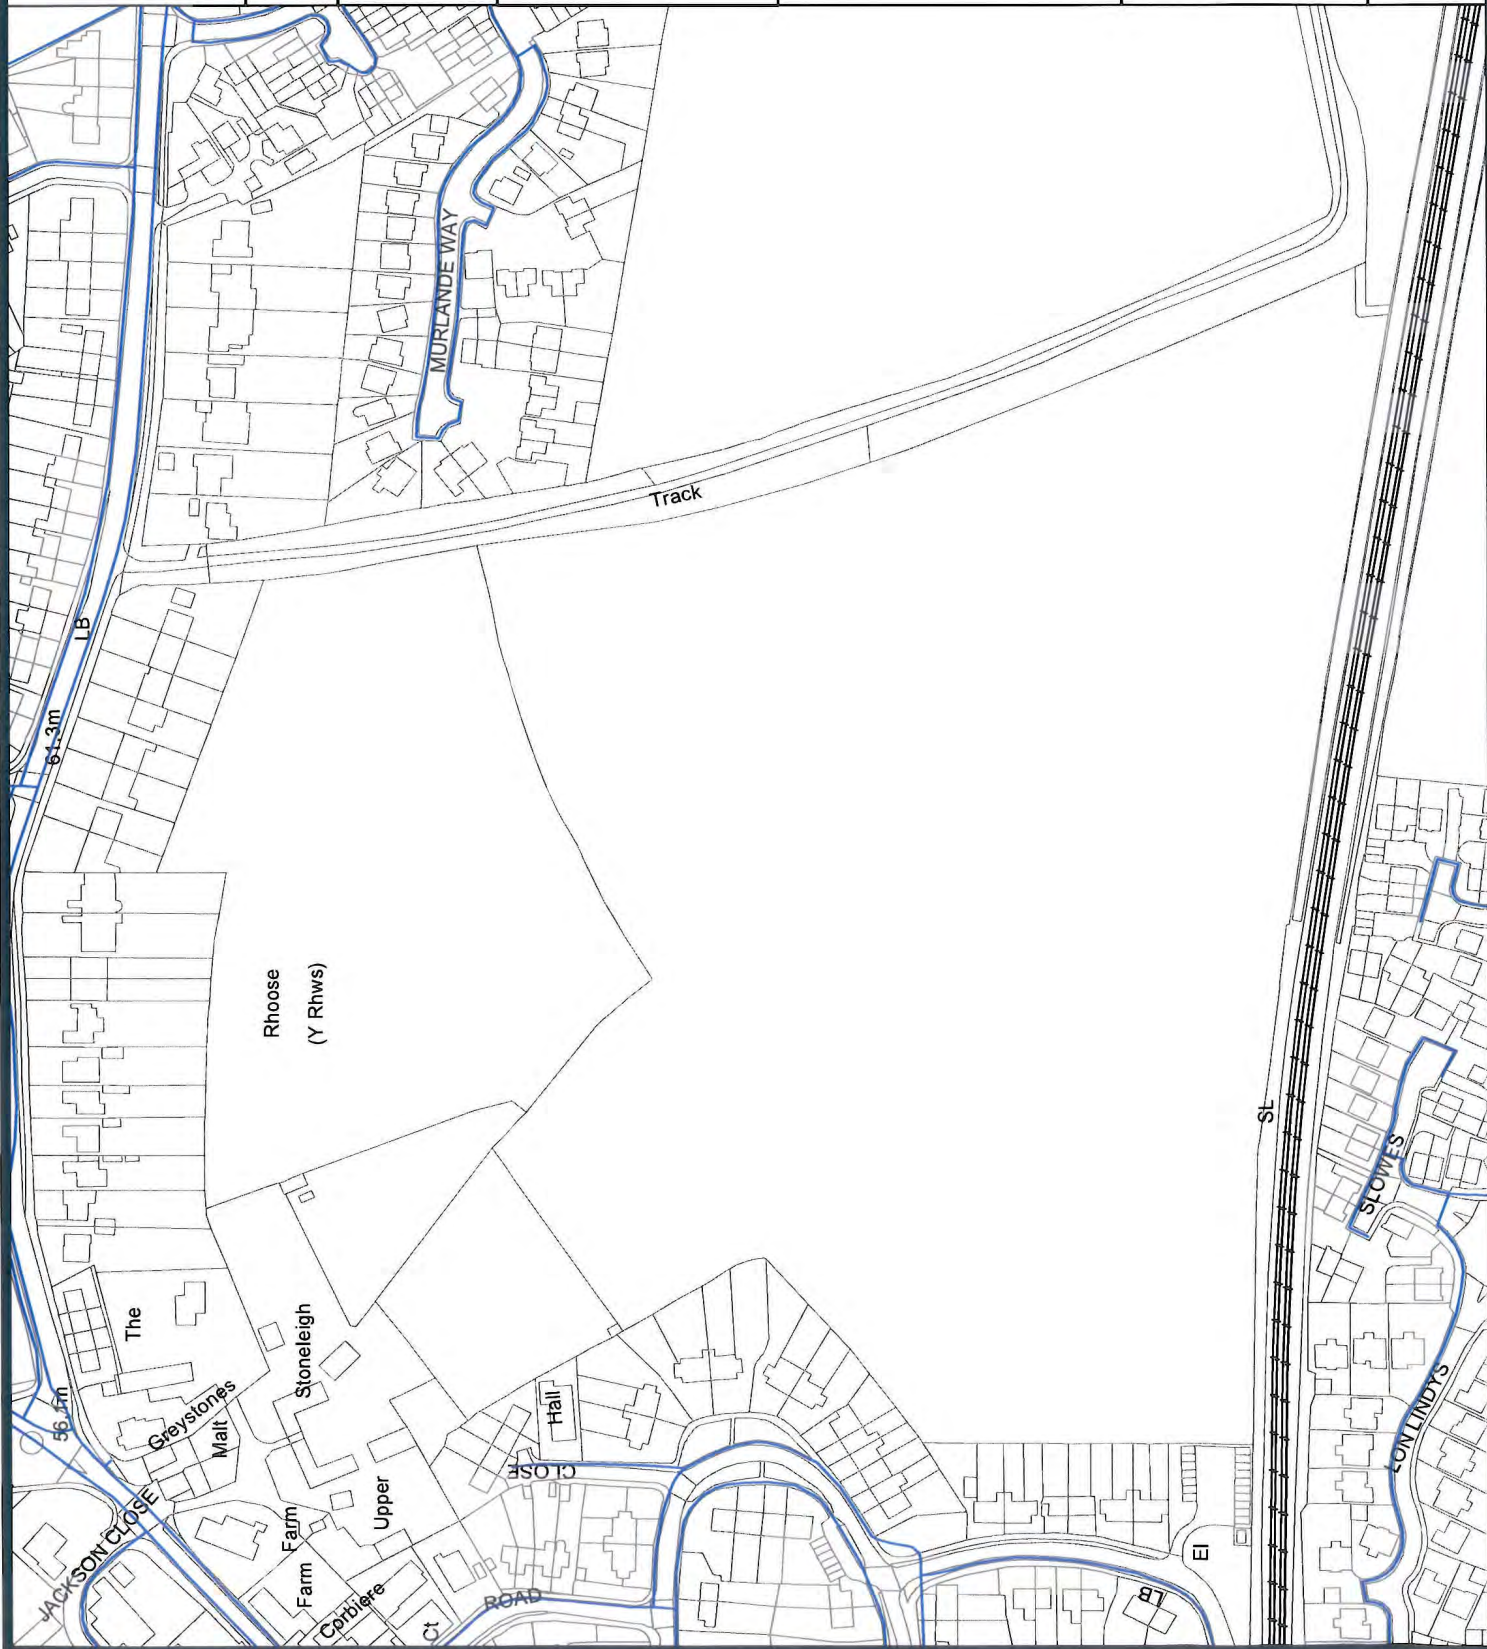 MURLANDE WAY
Track
LB
61.3m
Rhoose
(Y Rhws)
SL
SLOWES
The
Stoneleigh
Greystones
Malt
56.1m
Hall
CLOSE
LON LINDYS
JACKSON CLOSE
Farm
Upper
Farm
Corbiere
Ct
ROAD
El
LB